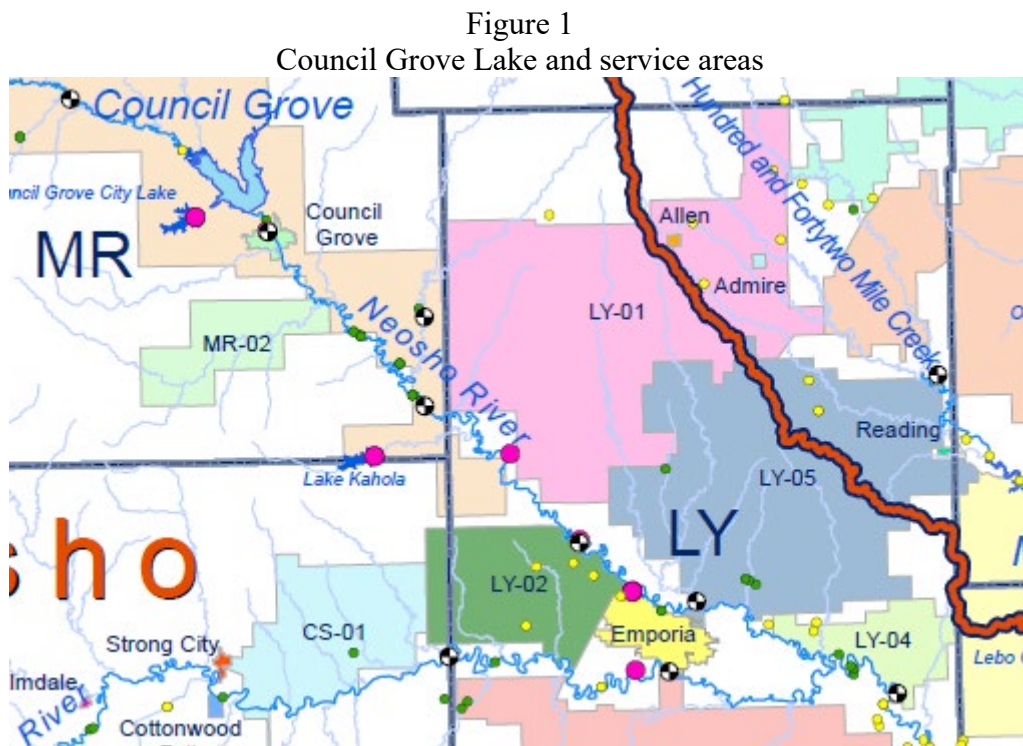 Figure 1
Council Grove Lake and service areas
Council Grove
Hundred and Fortytwo Mile Creek
ncil Grove City Lake
Council
Grove
Allen
MR
Admire
Neosho River
LY-01
MR-02
Reading
Lake Kahola
LY-05
LY
sho
LY-02
CS-01
Emporia
Strong City
LY-04
Lebo
lmdale
River
Cottonwood